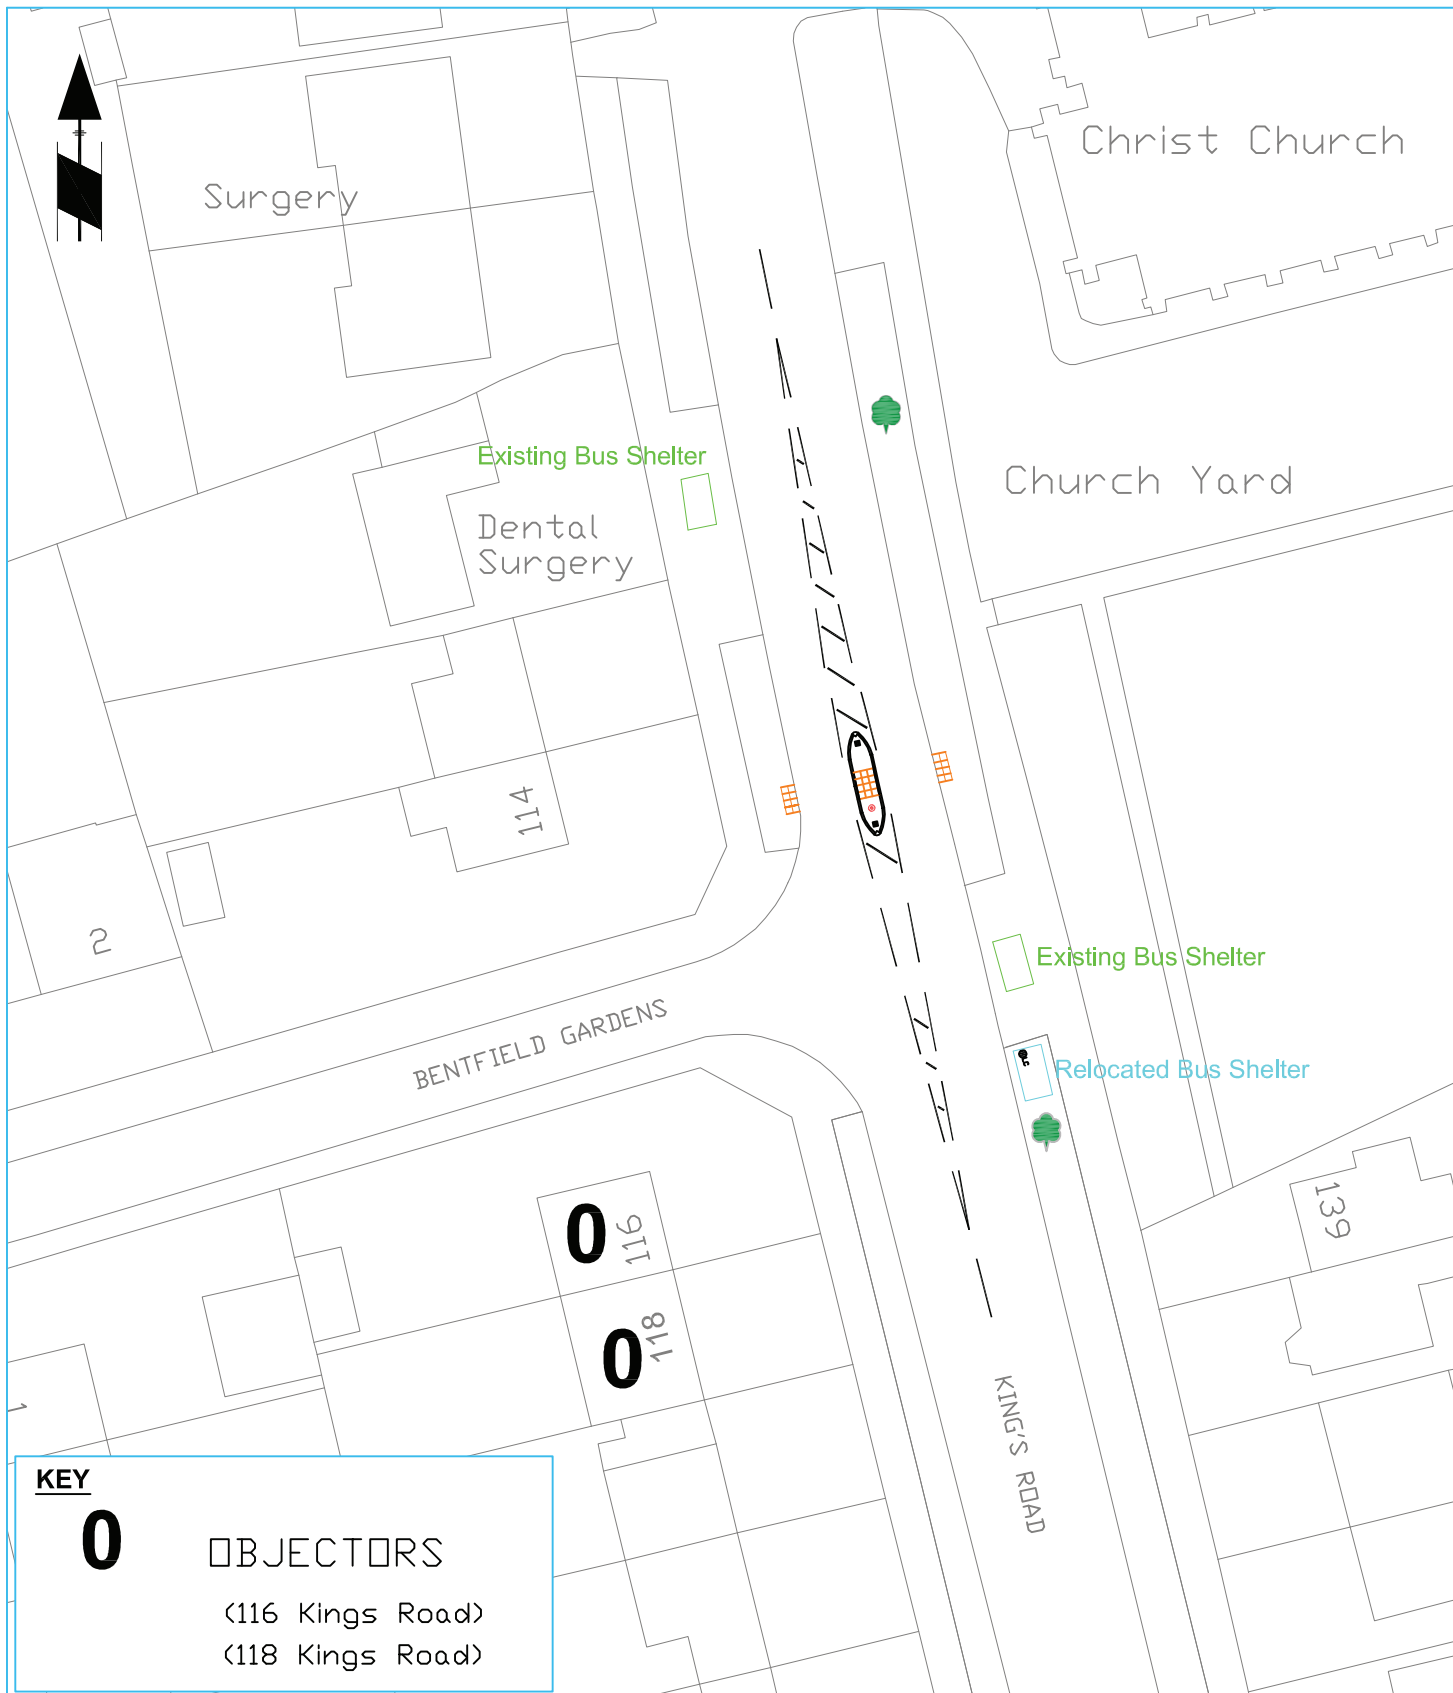 Christ Church
Surgery
Existing Bus Shelter
Church Yard
Dental
Surgery
114
2
Existing Bus Shelter
BENTFIELD GARDENS
Relocated Bus Shelter
139
0
116
0
118
1
KING'S ROAD
KEY
0
OBJECTORS
(116 Kings Road)
(118 Kings Road)